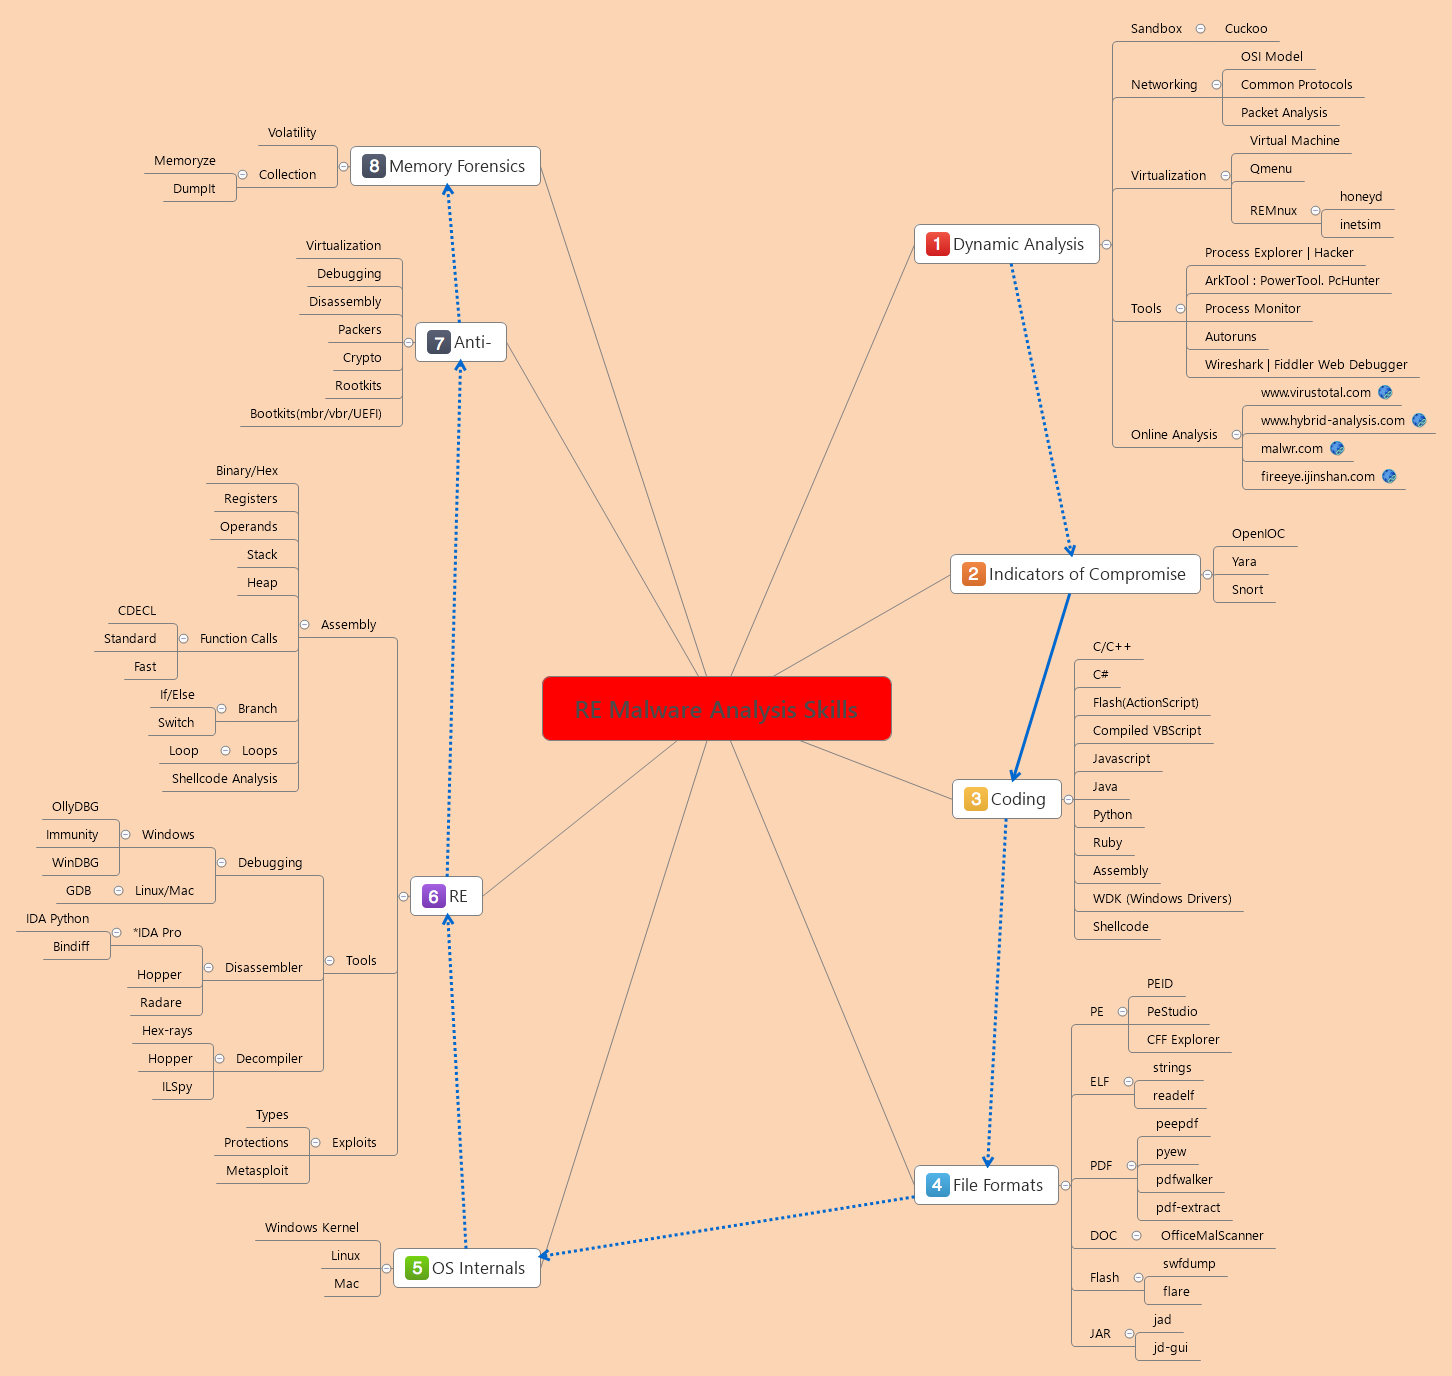 RE Malware Analysis Skills
1 Dynamic Analysis
Sandbox
Cuckoo
Networking
OSI Model
Common Protocols
Packet Analysis
Virtualization
Virtual Machine
Qmenu
REMnux
honeyd
inetsim
Tools
Process Explorer | Hacker
ArkTool : PowerTool. PcHunter
Process Monitor
Autoruns
Wireshark | Fiddler Web Debugger
Online Analysis
www.virustotal.com
www.hybrid-analysis.com
malwr.com
fireeye.ijinshan.com
2 Indicators of Compromise
OpenIOC
Yara
Snort
3 Coding
C/C++
C#
Flash(ActionScript)
Compiled VBScript
Javascript
Java
Python
Ruby
Assembly
WDK (Windows Drivers)
Shellcode
4 File Formats
PE
PEID
PeStudio
CFF Explorer
ELF
strings
readelf
PDF
peepdf
pyew
pdfwalker
pdf-extract
DOC
OfficeMalScanner
Flash
swfdump
flare
JAR
jad
jd-gui
5 OS Internals
Windows Kernel
Linux
Mac
6 RE
Assembly
Binary/Hex
Registers
Operands
Stack
Heap
Function Calls
CDECL
Standard
Fast
Branch
If/Else
Switch
Loops
Loop
Shellcode Analysis
Tools
Debugging
Windows
OllyDBG
Immunity
WinDBG
Linux/Mac
GDB
Disassembler
*IDA Pro
IDA Python
Bindiff
Hopper
Radare
Decompiler
Hex-rays
Hopper
ILSpy
Exploits
Types
Protections
Metasploit
7 Anti-
Virtualization
Debugging
Disassembly
Packers
Crypto
Rootkits
Bootkits(mbr/vbr/UEFI)
8 Memory Forensics
Volatility
Collection
Memoryze
DumpIt